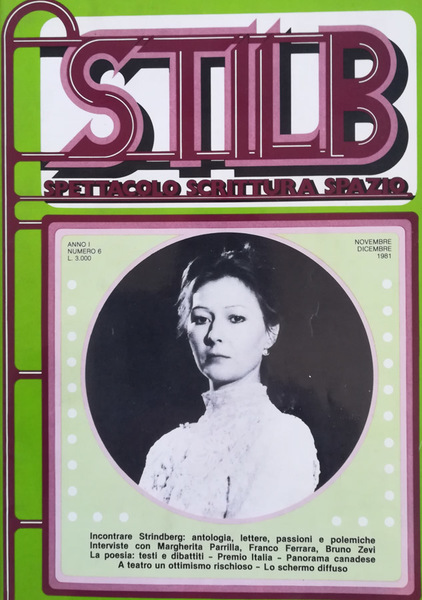 STILB
SPETTACOLO SCRITTURA SPAZIO
ANNO I
NUMERO 6
L. 3.000
NOVEMBRE
DICEMBRE
1981
Incontrare Strindberg: antologia, lettere, passioni e polemiche
Interviste con Margherita Parrilla, Franco Ferrara, Bruno Zevi
La poesia: testi e dibattiti – Premio Italia – Panorama canadese
A teatro un ottimismo rischioso – Lo schermo diffuso